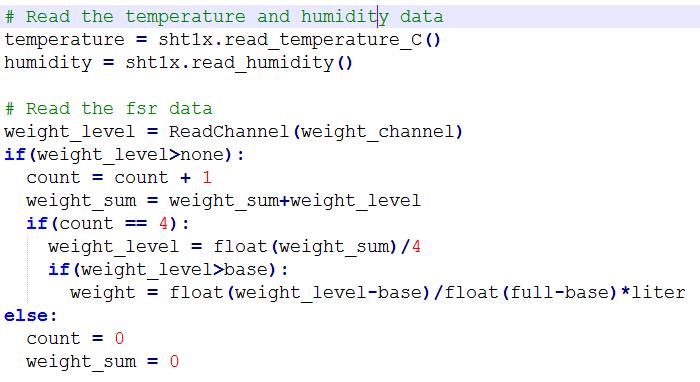 # Read the temperature and humidity data
temperature = sht1x.read_temperature_C()
humidity = sht1x.read_humidity()

# Read the fsr data
weight_level = ReadChannel(weight_channel)
if(weight_level>none):
  count = count + 1
  weight_sum = weight_sum+weight_level
  if(count == 4):
    weight_level = float(weight_sum)/4
    if(weight_level>base):
      weight = float(weight_level-base)/float(full-base)*liter
else:
  count = 0
  weight_sum = 0